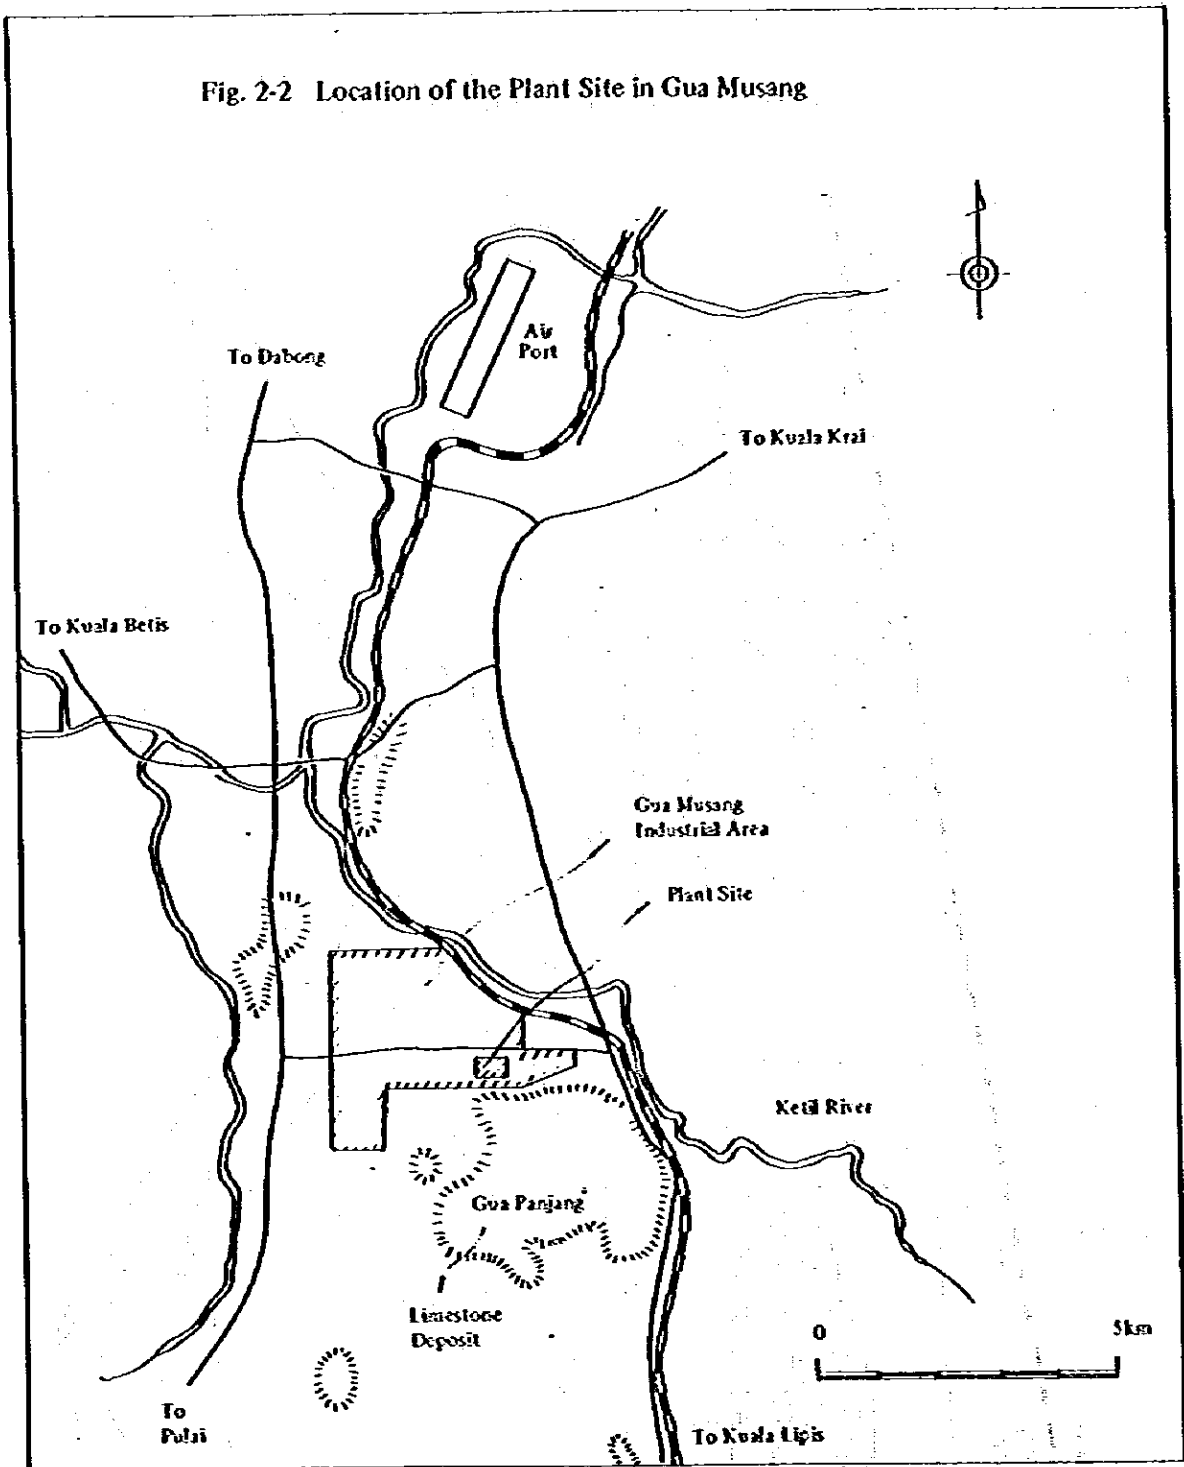 Fig. 2-2 Location of the Plant Site in Gua Musang
Air
Port
To Dabong
To Kuala Krai
To Kuala Betis
Gua Musang
Industrial Area
Plant Site
Ketil River
Gua Panjang
Limestone
Deposit
0 5km
To
Pulai
To Kuala Lipis